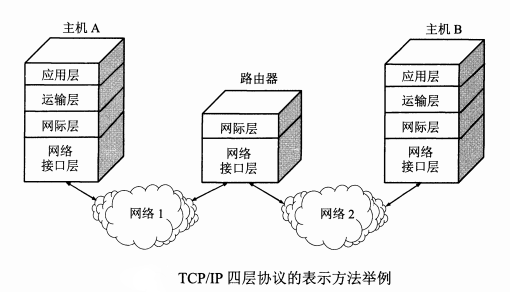 主机 A
主机 B
路由器
应用层
运输层
网际层
网络
接口层
网际层
网络
接口层
应用层
运输层
网际层
网络
接口层
网络 1
网络 2
TCP/IP 四层协议的表示方法举例